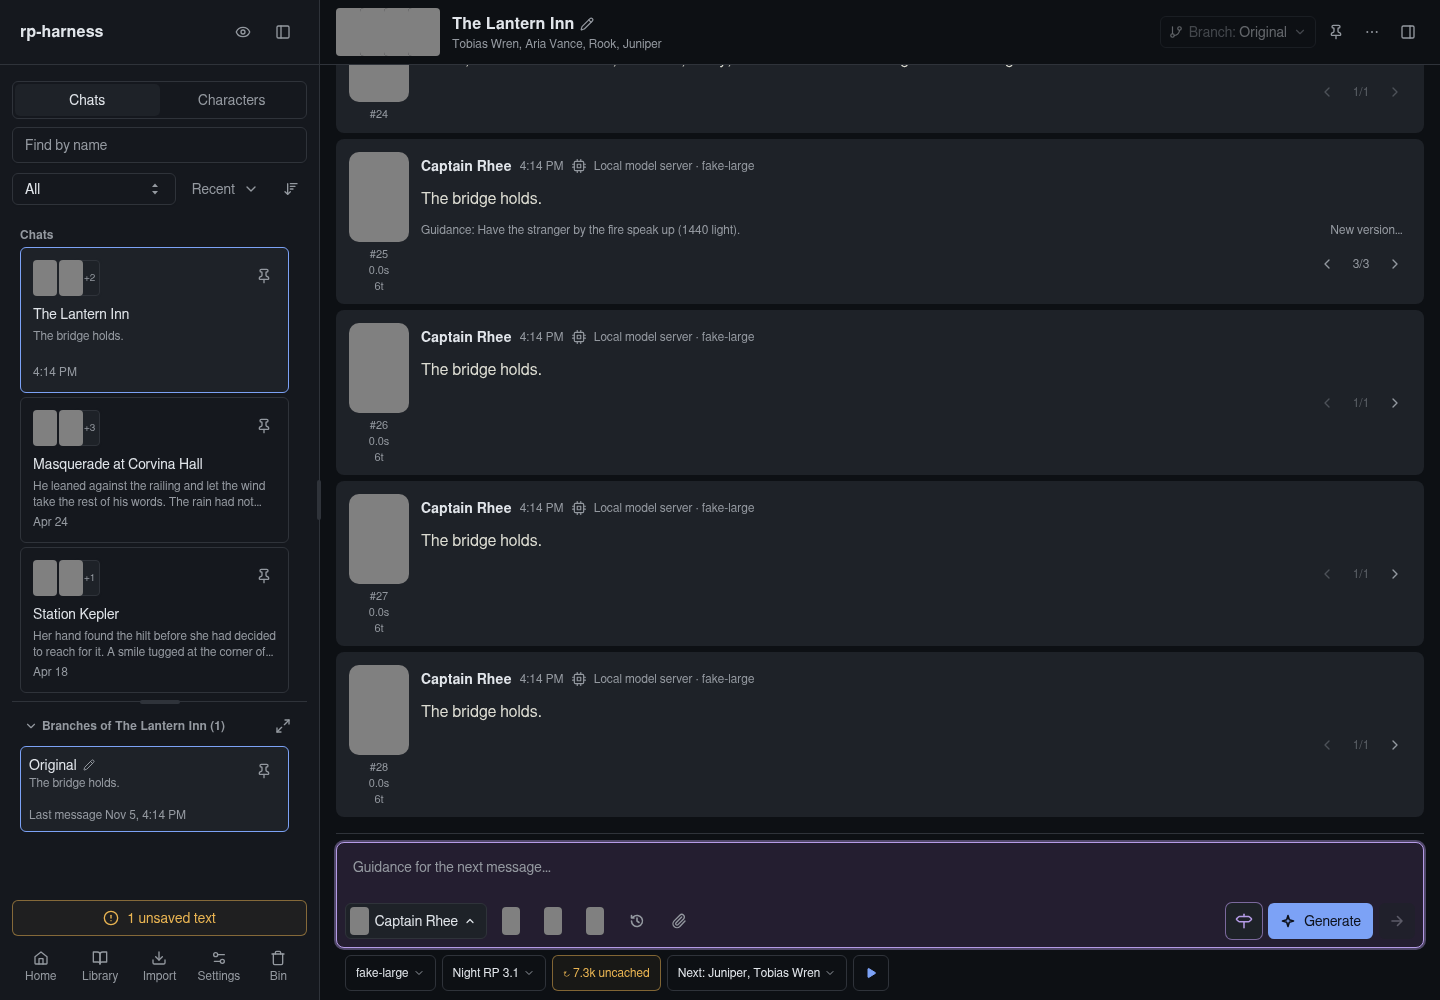 rp-harness
Chats
Characters
Find by name
All
Recent
Chats
+2
The Lantern Inn
The bridge holds.
4:14 PM
+3
Masquerade at Corvina Hall
He leaned against the railing and let the wind
take the rest of his words. The rain had not…
Apr 24
+1
Station Kepler
Her hand found the hilt before she had decided
to reach for it. A smile tugged at the corner of…
Apr 18
Branches of The Lantern Inn (1)
Original
The bridge holds.
Last message Nov 5, 4:14 PM
1 unsaved text
Home
Library
Import
Settings
Bin
The Lantern Inn
Tobias Wren, Aria Vance, Rook, Juniper
Branch: Original
#24
1/1
Captain Rhee 4:14 PM Local model server · fake-large
The bridge holds.
Guidance: Have the stranger by the fire speak up (1440 light).
New version…
#25
0.0s
6t
3/3
Captain Rhee 4:14 PM Local model server · fake-large
The bridge holds.
#26
0.0s
6t
1/1
Captain Rhee 4:14 PM Local model server · fake-large
The bridge holds.
#27
0.0s
6t
1/1
Captain Rhee 4:14 PM Local model server · fake-large
The bridge holds.
#28
0.0s
6t
1/1
Guidance for the next message…
Captain Rhee
Generate
fake-large
Night RP 3.1
7.3k uncached
Next: Juniper, Tobias Wren